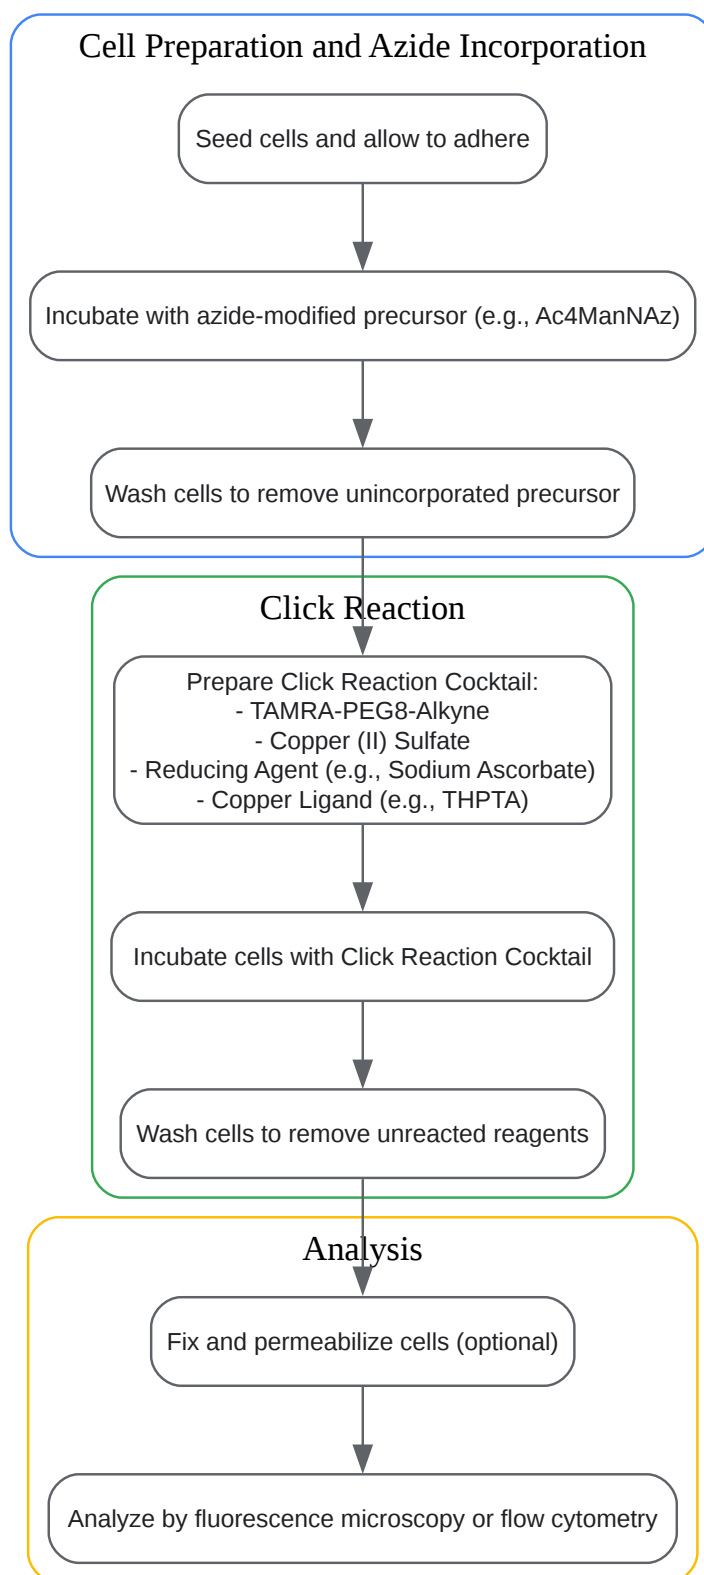 Cell Preparation and Azide Incorporation
Seed cells and allow to adhere
Incubate with azide-modified precursor (e.g., Ac4ManNAz)
Wash cells to remove unincorporated precursor
Click Reaction
Prepare Click Reaction Cocktail:
- TAMRA-PEG8-Alkyne
- Copper (II) Sulfate
- Reducing Agent (e.g., Sodium Ascorbate)
- Copper Ligand (e.g., THPTA)
Incubate cells with Click Reaction Cocktail
Wash cells to remove unreacted reagents
Analysis
Fix and permeabilize cells (optional)
Analyze by fluorescence microscopy or flow cytometry